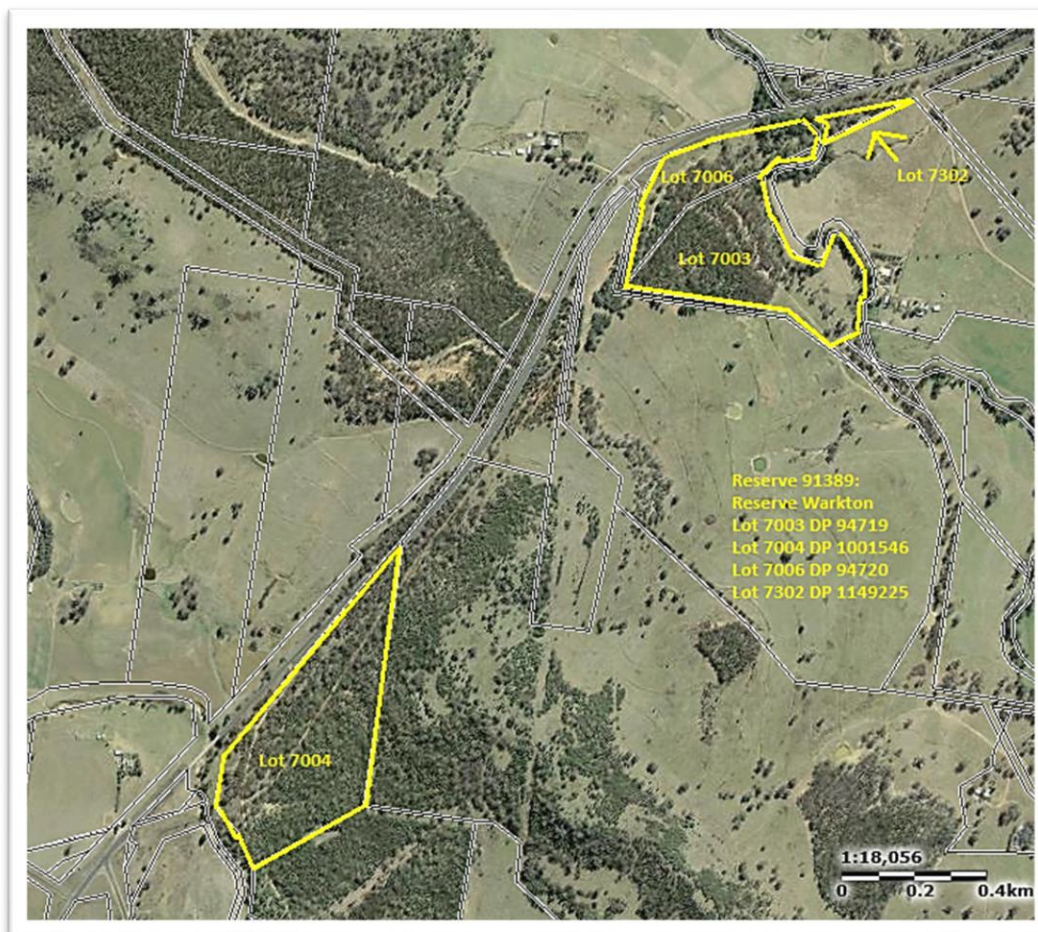 Lot 7006
Lot 7302
Lot 7003
Reserve 91389:
Reserve Warkton
Lot 7003 DP 94719
Lot 7004 DP 1001546
Lot 7006 DP 94720
Lot 7302 DP 1149225
Lot 7004
1:18,056
0 0.2 0.4km